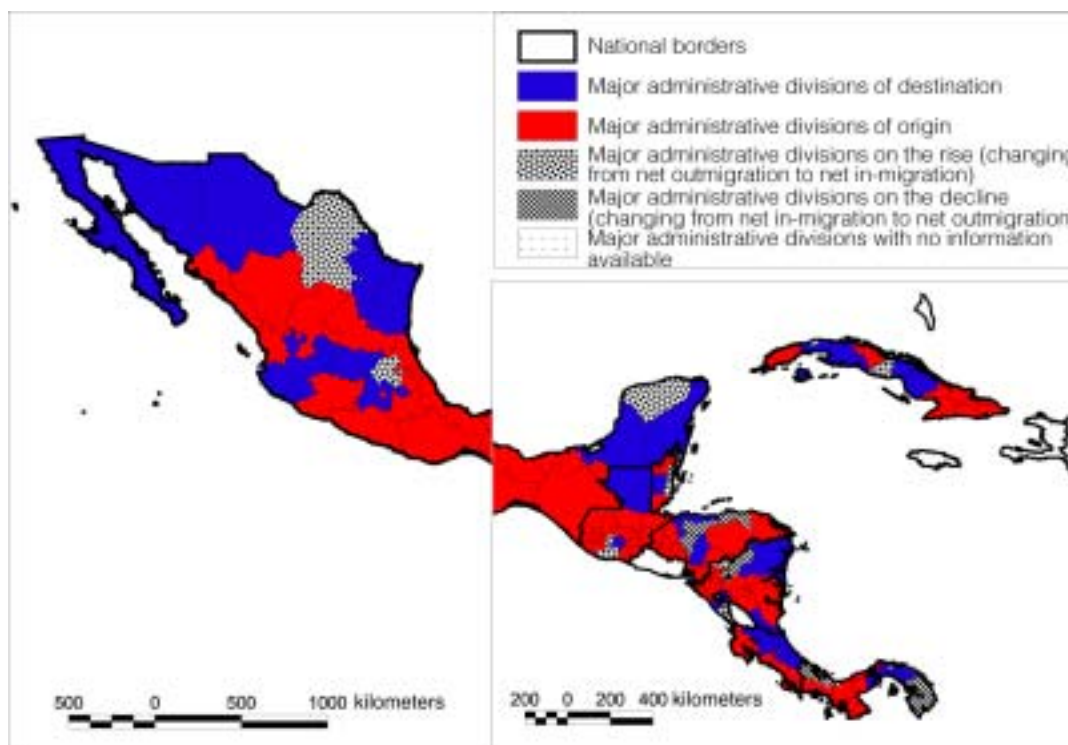 National borders
Major administrative divisions of destination
Major administrative divisions of origin
Major administrative divisions on the rise (changing
from net outmigration to net in-migration)
Major administrative divisions on the decline
(changing from net in-migration to net outmigration
Major administrative divisions with no information
available
500 0 500 1000 kilometers
200 0 200 400 kilometers